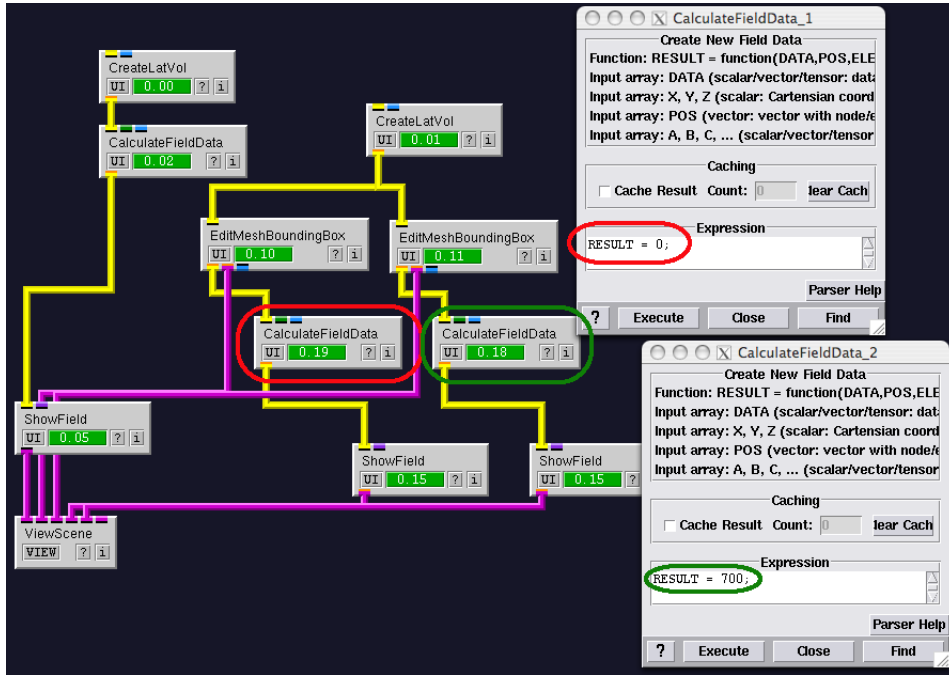 CreateLatVol
UI 0.00 ? i
CalculateFieldData
UI 0.02 ? i
CreateLatVol
UI 0.01 ? i
EditMeshBoundingBox
UI 0.10 ? i
EditMeshBoundingBox
UI 0.11 ? i
CalculateFieldData
UI 0.19 ? i
CalculateFieldData
UI 0.18 ? i
ShowField
UI 0.05 ? i
ShowField
UI 0.15 ? i
ShowField
UI 0.15 ?
ViewScene
VIEW ? i
X CalculateFieldData_1
Create New Field Data
Function: RESULT = function(DATA,POS,ELE
Input array: DATA (scalar/vector/tensor: data
Input array: X, Y, Z (scalar: Cartensian coord
Input array: POS (vector: vector with node/e
Input array: A, B, C, ... (scalar/vector/tensor
Caching
Cache Result Count: 0 lear Cach
Expression
RESULT = 0;
Parser Help
? Execute Close Find
X CalculateFieldData_2
Create New Field Data
Function: RESULT = function(DATA,POS,ELE
Input array: DATA (scalar/vector/tensor: data
Input array: X, Y, Z (scalar: Cartensian coord
Input array: POS (vector: vector with node/e
Input array: A, B, C, ... (scalar/vector/tensor
Caching
Cache Result Count: 0 lear Cach
Expression
RESULT = 700;
Parser Help
? Execute Close Find